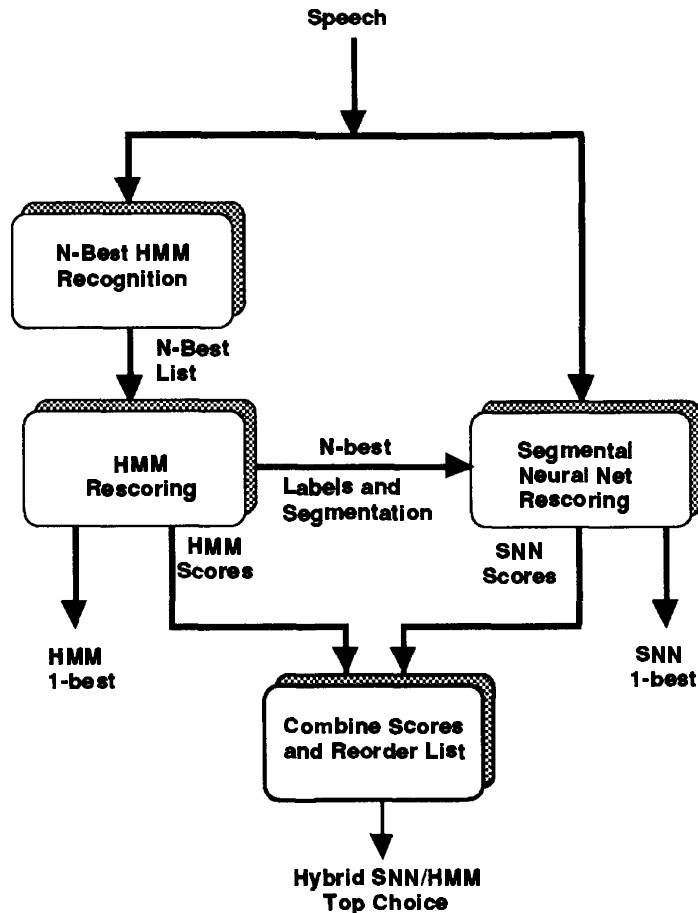 Speech
N-Best HMM
Recognition
N-Best
List
HMM
Rescoring
N-best
Labels and
Segmentation
Segmental
Neural Net
Rescoring
HMM
Scores
SNN
Scores
HMM
1-best
SNN
1-best
Combine Scores
and Reorder List
Hybrid SNN/HMM
Top Choice